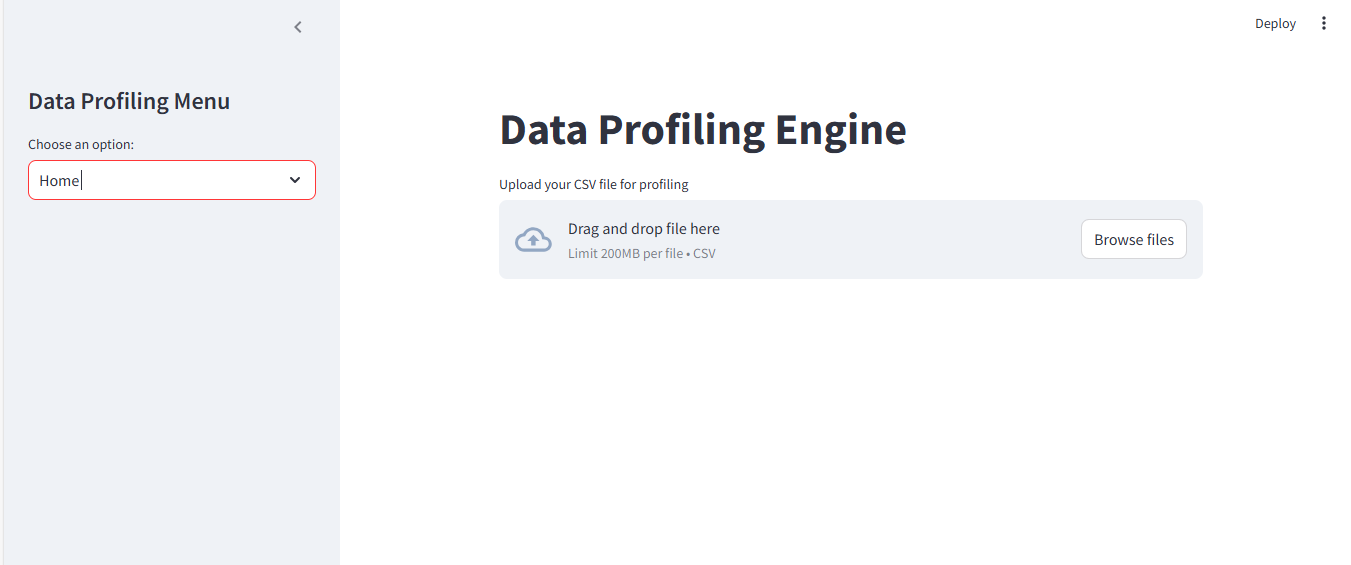 Deploy
Data Profiling Menu
Choose an option:
Home
Data Profiling Engine
Upload your CSV file for profiling
Drag and drop file here
Limit 200MB per file • CSV
Browse files